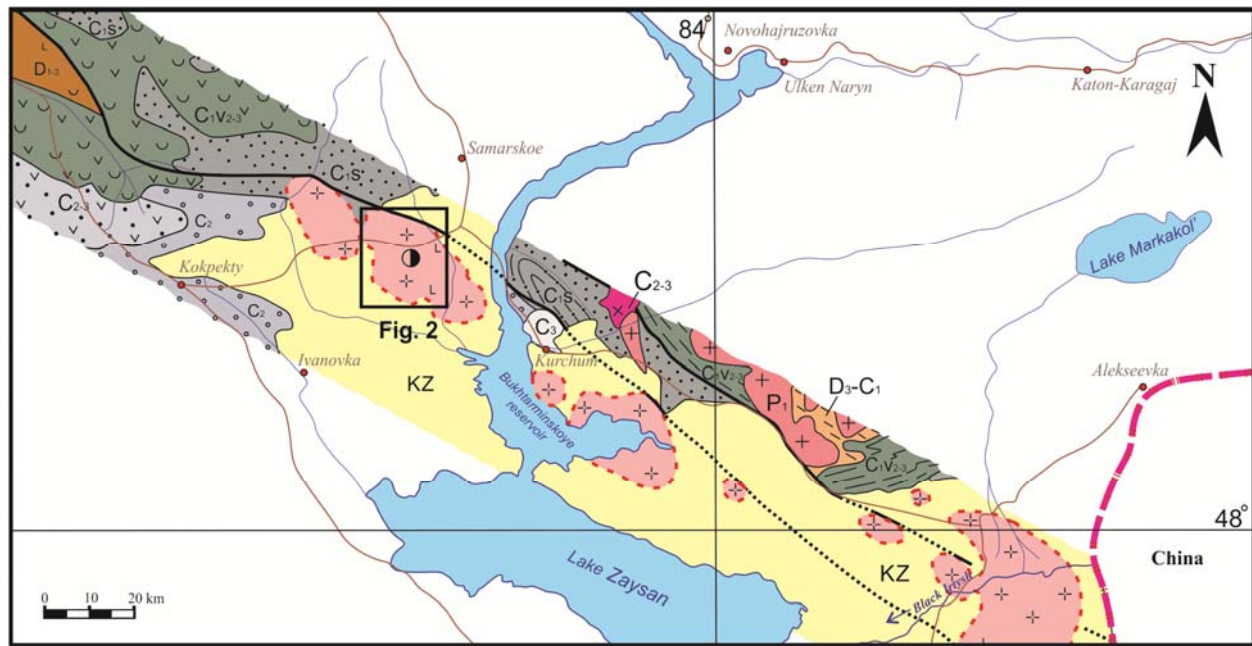 84
Novohajruzovka
Ulken Naryn
Katon-Karagaj
N
C₁s
L
D₁₋₃
C₁v₂₋₃
Samarskoe
C₁s
C₂₋₃
C₂
L
Kokpekty
L
C₂
Fig. 2
Ivanovka
KZ
C₁s
C₂₋₃
C₃
Kurchum
Bukhtarminskoye
reservoir
P₁
D₃-C₁
C₁v₂₋₃
Lake Markakol'
Alekseevka
48°
China
KZ
Black Irtysh
Lake Zaysan
0 10 20 km